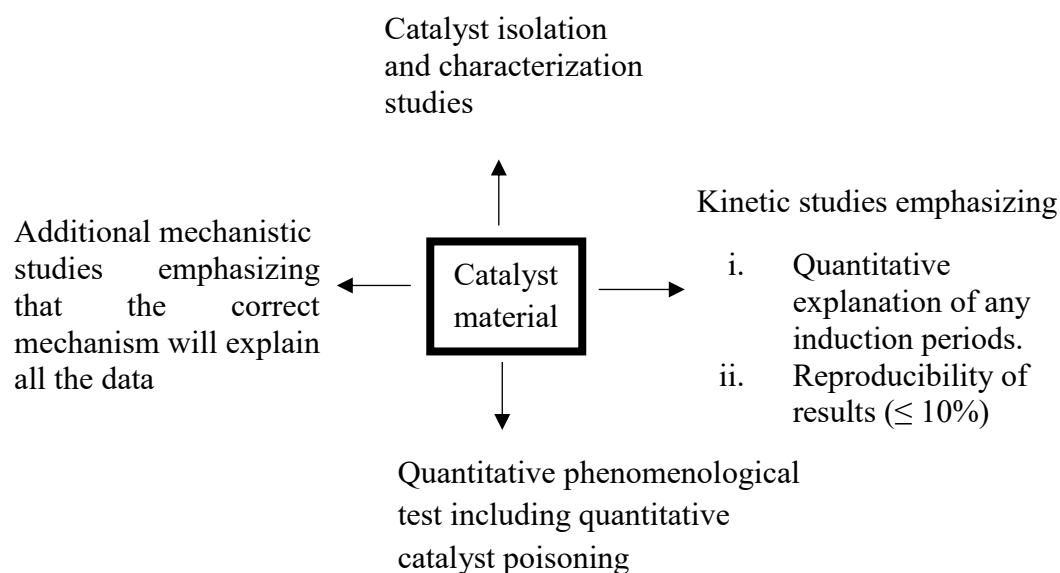 Catalyst isolation
and characterization
studies
Additional mechanistic
studies emphasizing
that the correct
mechanism will explain
all the data
Catalyst
material
Kinetic studies emphasizing
i. Quantitative
explanation of any
induction periods.
ii. Reproducibility of
results (≤ 10%)
Quantitative phenomenological
test including quantitative
catalyst poisoning